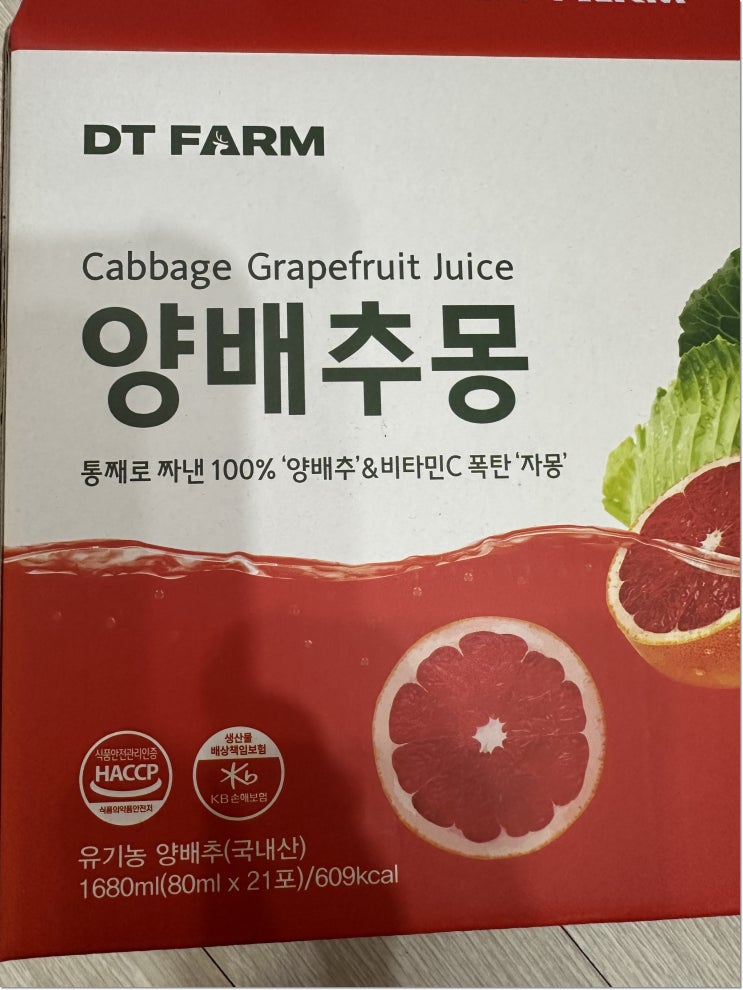 DT FARM
Cabbage Grapefruit Juice
양배추몽
통째로 짜낸 100% ‘양배추’&비타민C 폭탄 ‘자몽’
식품안전관리인증
HACCP
식품의약품안전처
생산물
배상책임보험
KB손해보험
유기농 양배추(국내산)
1680ml(80ml x 21포)/609kcal